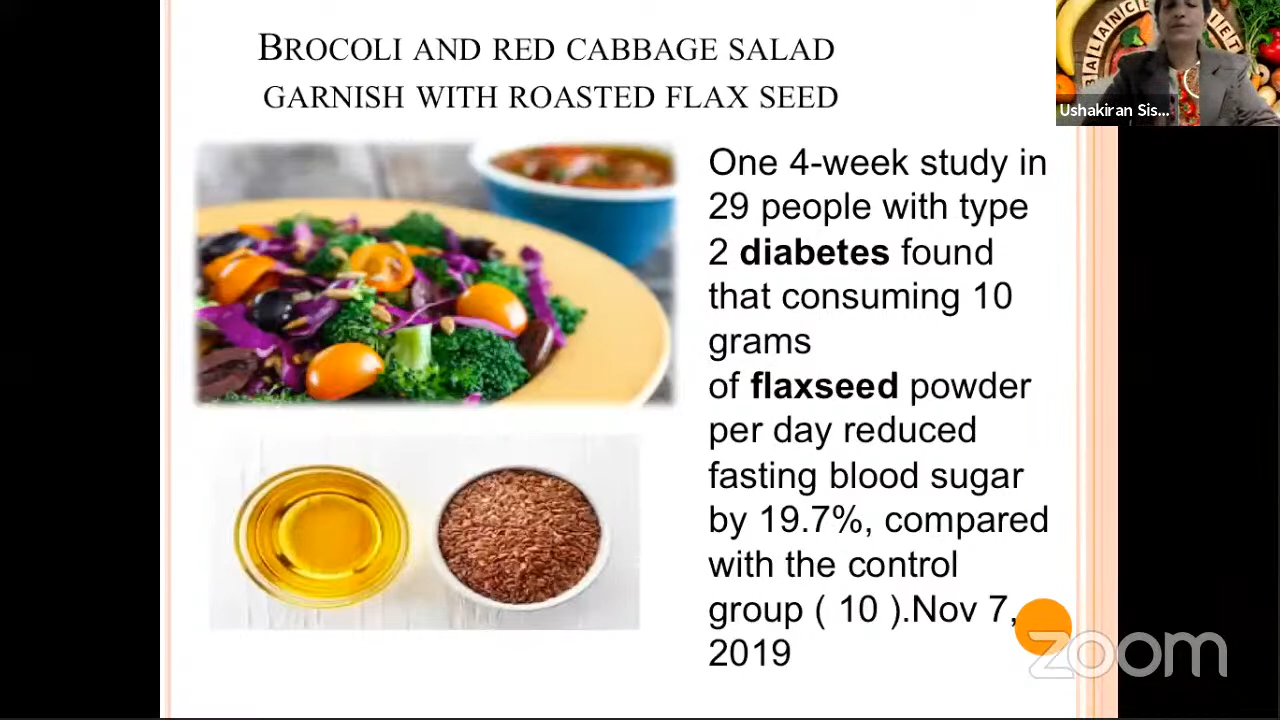 BROCOLI AND RED CABBAGE SALAD
GARNISH WITH ROASTED FLAX SEED
Ushakiran Sis...
One 4-week study in
29 people with type
2 diabetes found
that consuming 10
grams
of flaxseed powder
per day reduced
fasting blood sugar
by 19.7%, compared
with the control
group ( 10 ).Nov 7,
2019
zoom